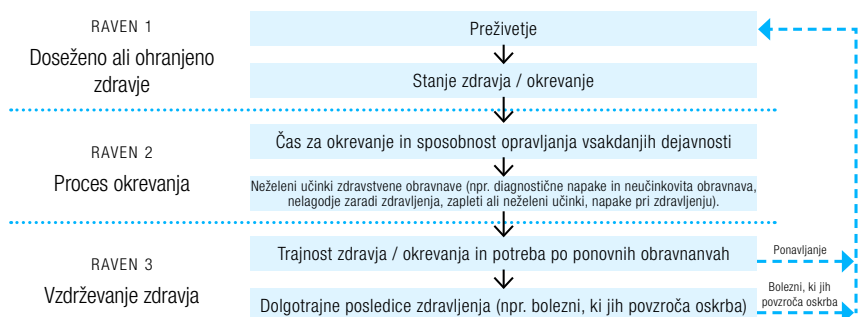 RAVEN 1
Doseženo ali ohranjeno
zdravje
Preživetje
Stanje zdravja / okrevanje
RAVEN 2
Proces okrevanja
Čas za okrevanje in sposobnost opravljanja vsakdanjih dejavnosti
Neželeni učinki zdravstvene obravnave (npr. diagnostične napake in neučinkovita obravnava,
nelagodje zaradi zdravljenja, zapleti ali neželeni učinki, napake pri zdravljenju).
RAVEN 3
Vzdrževanje zdravja
Trajnost zdravja / okrevanja in potreba po ponovnih obravnanvah
Ponavljanje
Dolgotrajne posledice zdravljenja (npr. bolezni, ki jih povzroča oskrba)
Bolezni, ki jih
povzroča oskrba